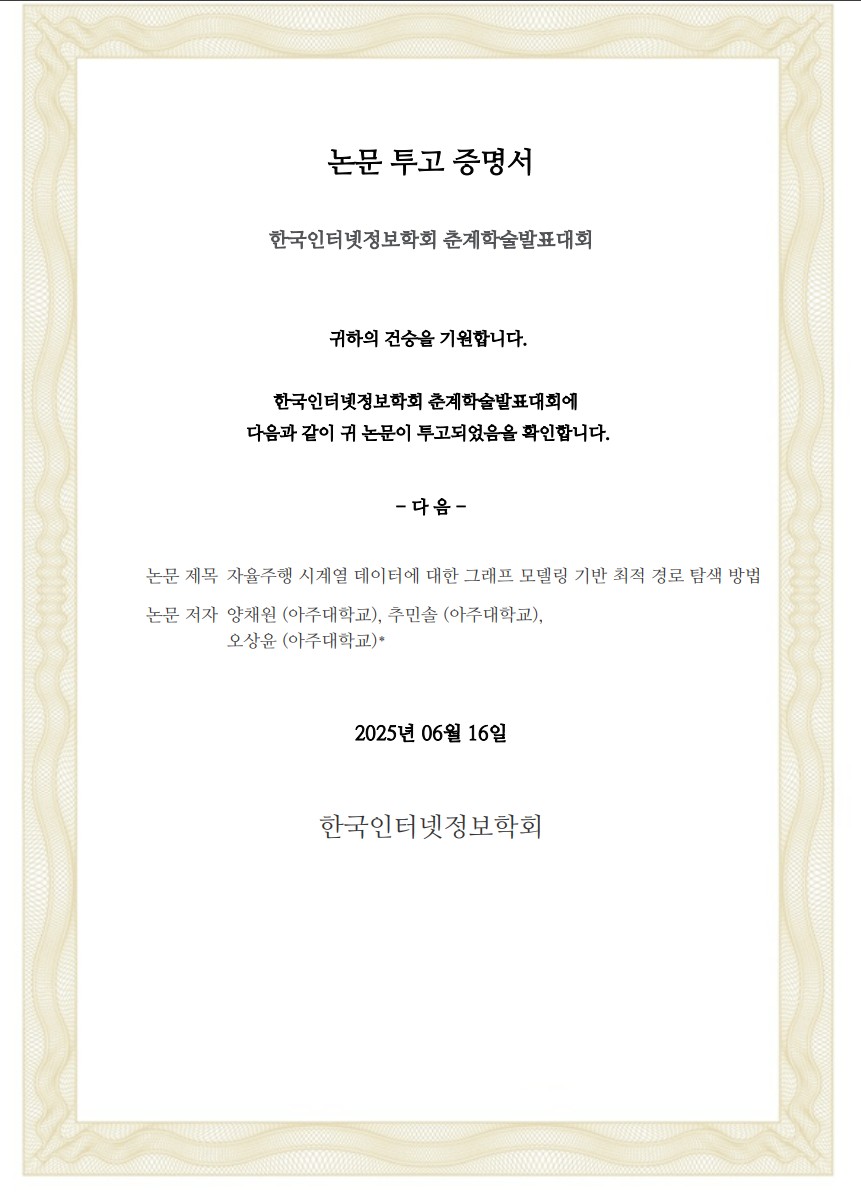 논문 투고 증명서
한국인터넷정보학회 춘계학술발표대회
귀하의 건승을 기원합니다.
한국인터넷정보학회 춘계학술발표대회에
다음과 같이 귀 논문이 투고되었음을 확인합니다.
- 다 음 -
논문 제목 자율주행 시계열 데이터에 대한 그래프 모델링 기반 최적 경로 탐색 방법
논문 저자 양채원 (아주대학교), 추민솔 (아주대학교),
오상윤 (아주대학교)*
2025년 06월 16일
한국인터넷정보학회